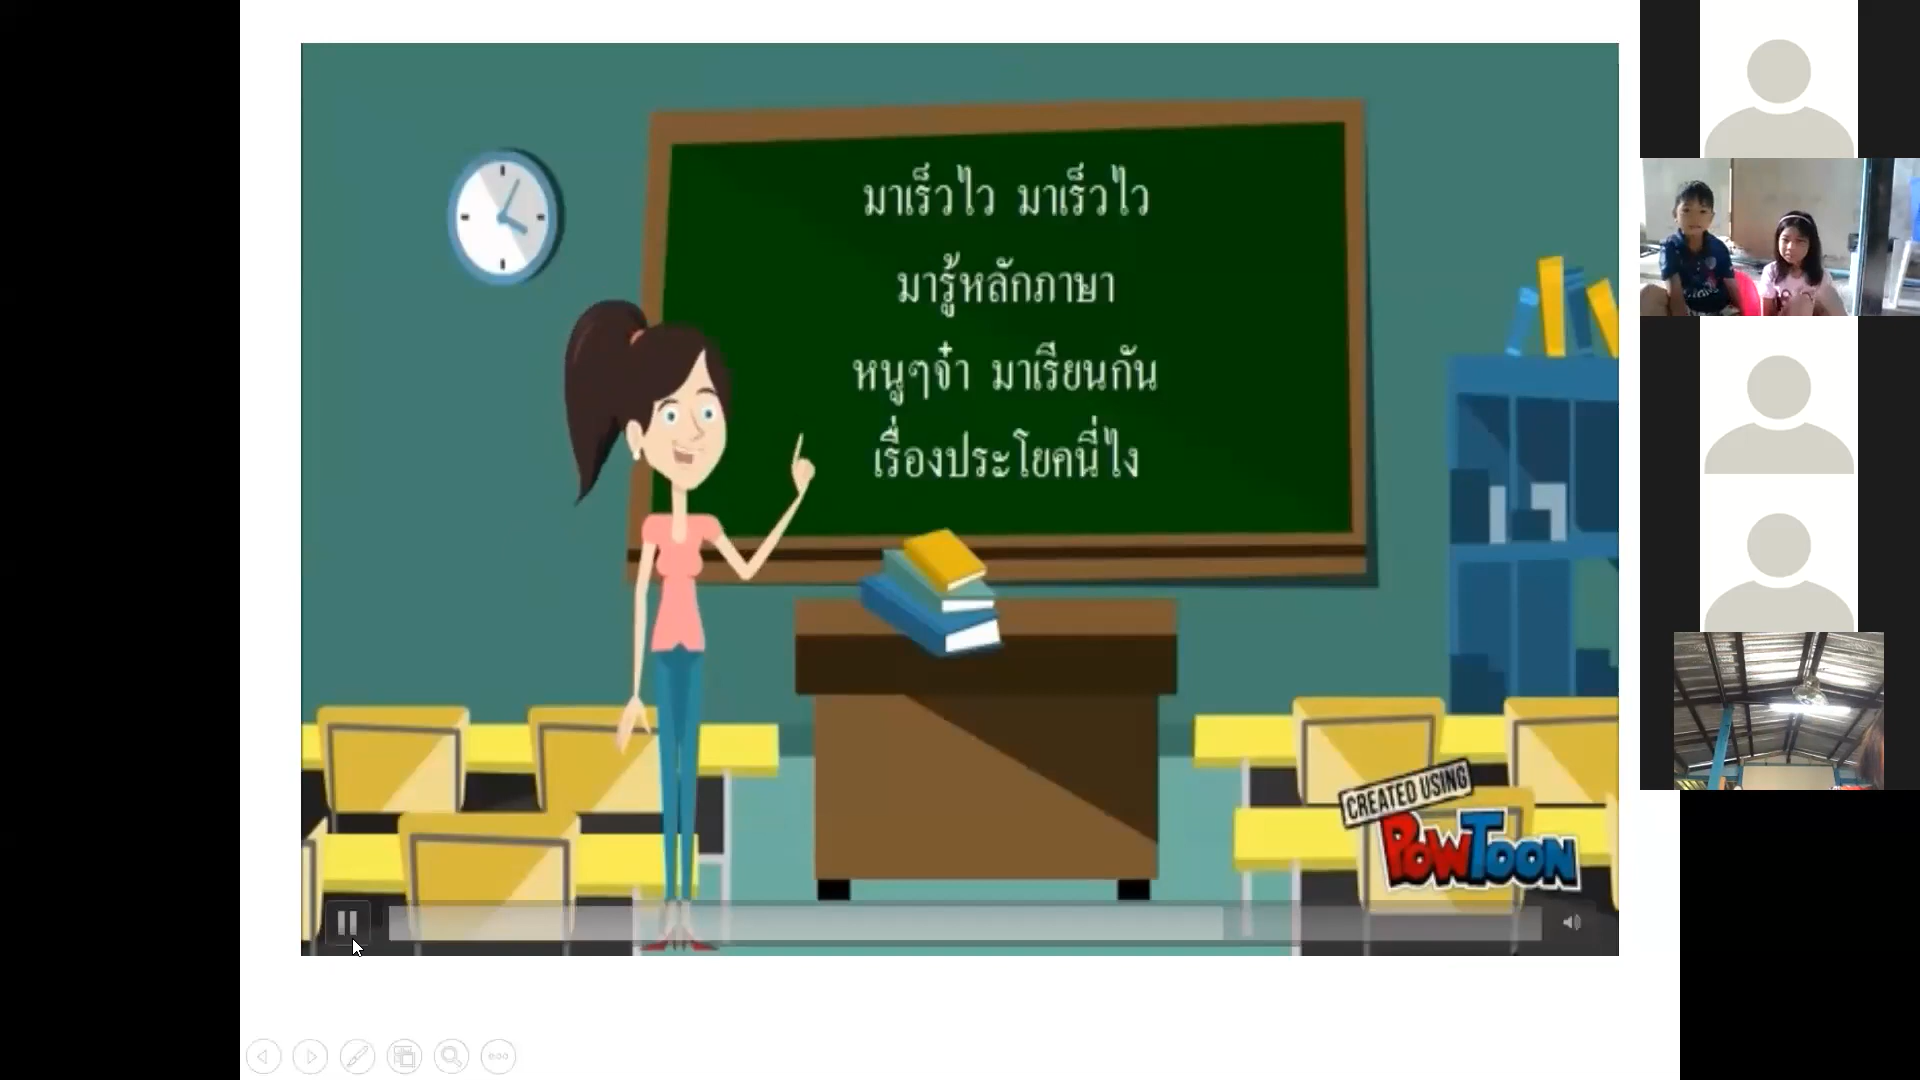 มาเร็วไว มาเร็วไว
มารู้หลักภาษา
หนูๆจ๋า มาเรียนกัน
เรื่องประโยคนี่ไง
CREATED USING
POWTOON